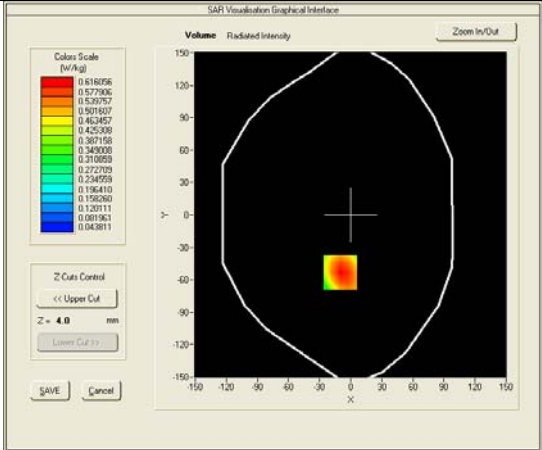 SAR Visualisation Graphical Interface
Volume Radiated Intensity
Zoom In/Out
Colors Scale
(W/kg)
0.616056
0.577906
0.539757
0.501607
0.463457
0.425308
0.387158
0.349008
0.310859
0.272709
0.234559
0.196410
0.158260
0.120111
0.081961
0.043811
Z Cuts Control
<< Upper Cut
Z = 4.0 mm
Lower Cut >>
SAVE Cancel
150
60
30
0
-30
-60
-90
-120
-150
Y
-150 -120 -90 -60 -30 0 30 60 90 120 150
X